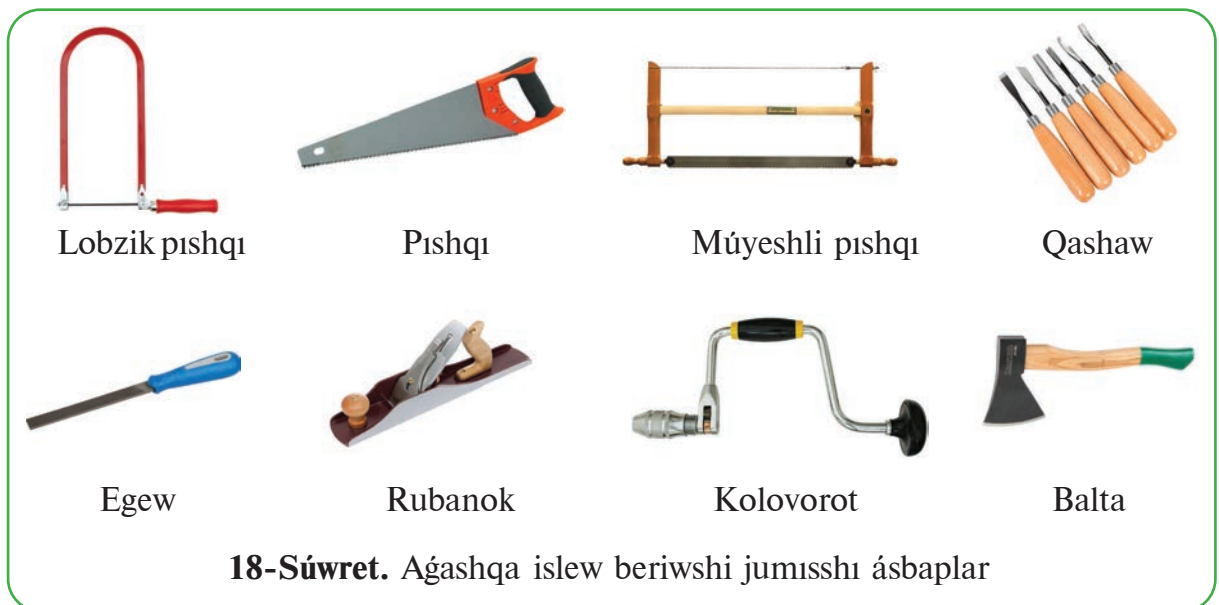 Lobzik pıshqı
Pıshqı
Múyeshli pıshqı
Qashaw
Egew
Rubanok
Kolovorot
Balta
18-Súwret. Aǵashqa islew beriwshi jumısshı ásbaplar